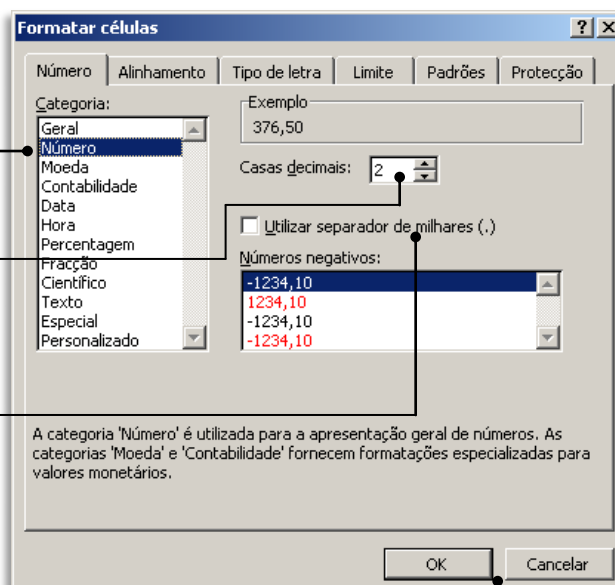 Formatar células
Número Alinhamento Tipo de letra Limite Padrões Protecção
Categoria:
Geral
Número
Moeda
Contabilidade
Data
Hora
Percentagem
Fracção
Científico
Texto
Especial
Personalizado
Exemplo
376,50
Casas decimais: 2
Utilizar separador de milhares (.)
Números negativos:
-1234,10
1234,10
-1234,10
-1234,10
A categoria 'Número' é utilizada para a apresentação geral de números. As
categorias 'Moeda' e 'Contabilidade' fornecem formatações especializadas para
valores monetários.
OK Cancelar